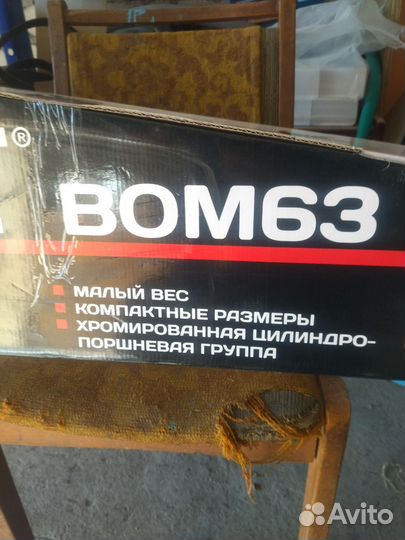 ®
BOM63
МАЛЫЙ ВЕС
КОМПАКТНЫЕ РАЗМЕРЫ
ХРОМИРОВАННАЯ ЦИЛИНДРО-
ПОРШНЕВАЯ ГРУППА
Avito